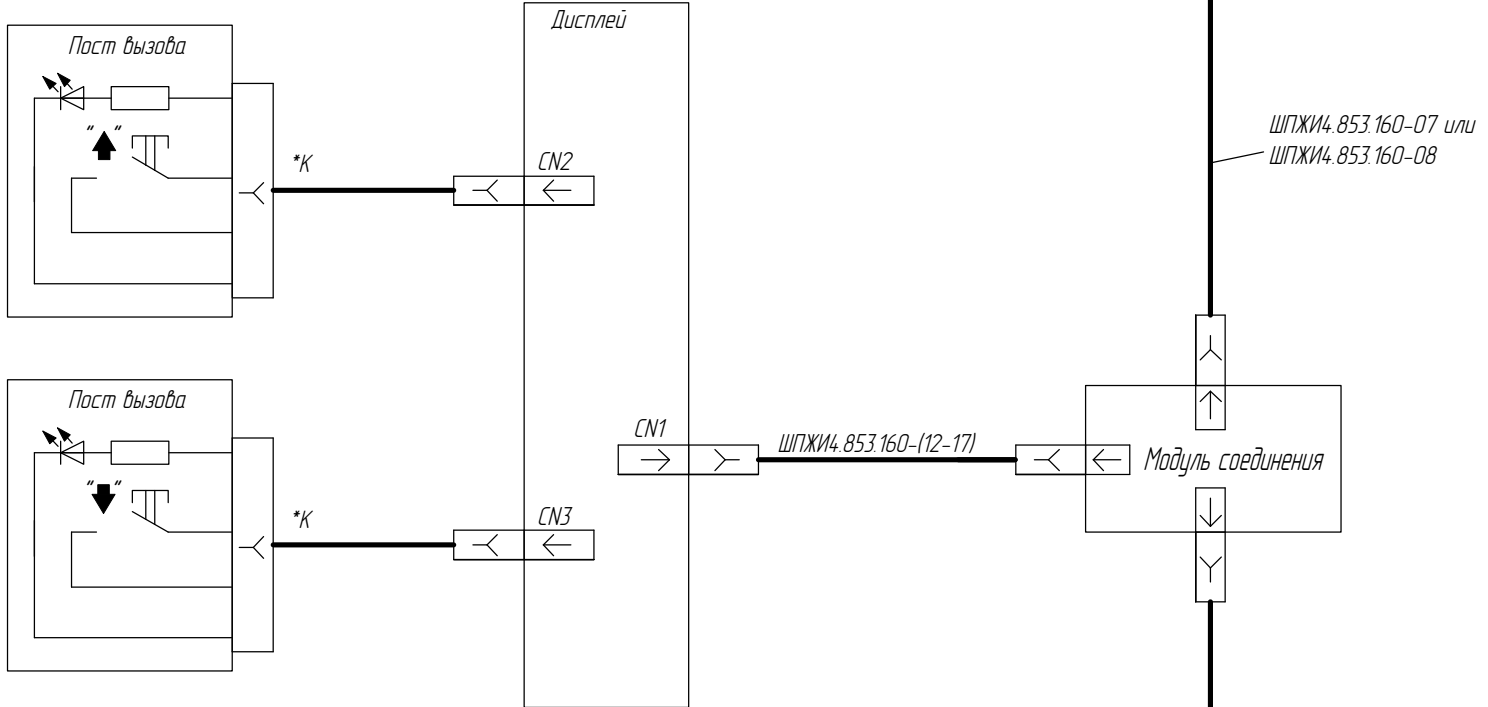 Дисплей
Пост вызова
" "
*К
CN2
ШПЖИ4.853.160-07 или
ШПЖИ4.853.160-08
Пост вызова
" "
*К
CN3
CN1
ШПЖИ4.853.160-(12-17)
Модуль соединения